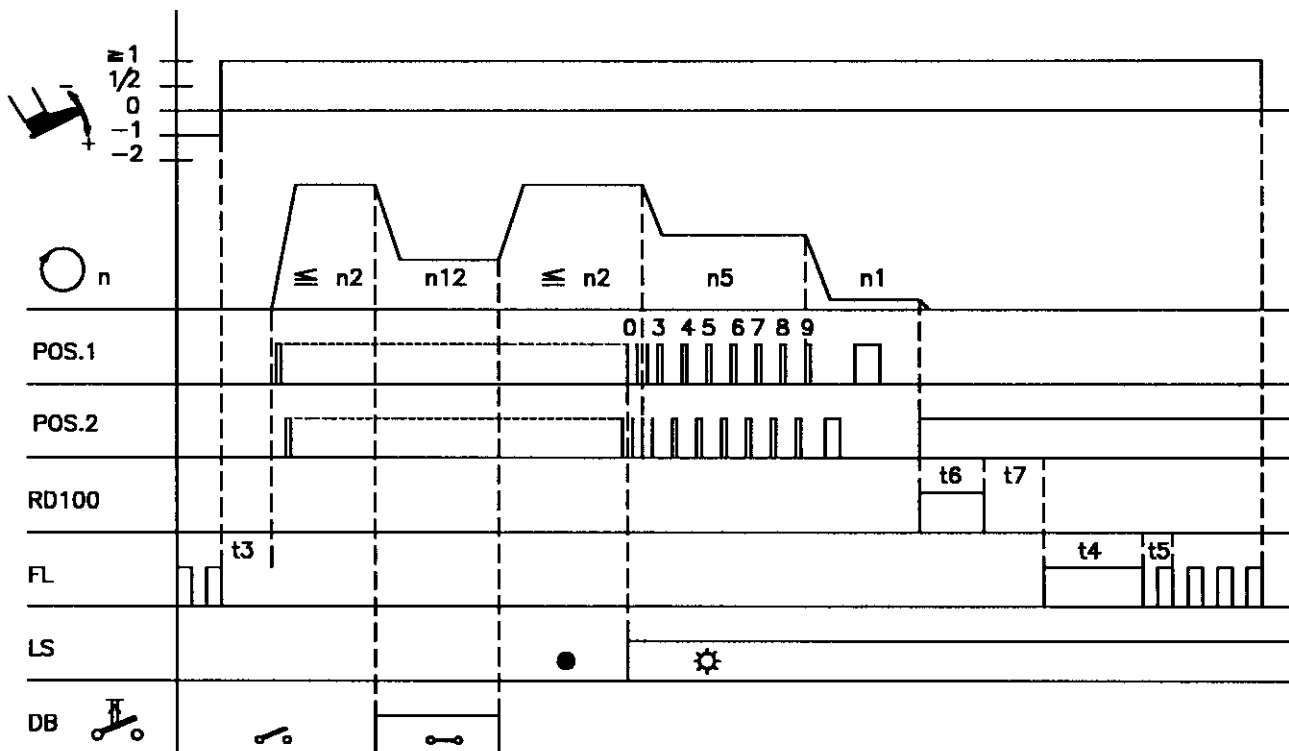 ≧1
1/2
0
-1
-2
-
+
n
≦ n2
n12
≦ n2
n5
n1
0 3 4 5 6 7 8 9
POS.1
POS.2
RD100
t6
t7
t3
FL
t4
t5
LS
DB